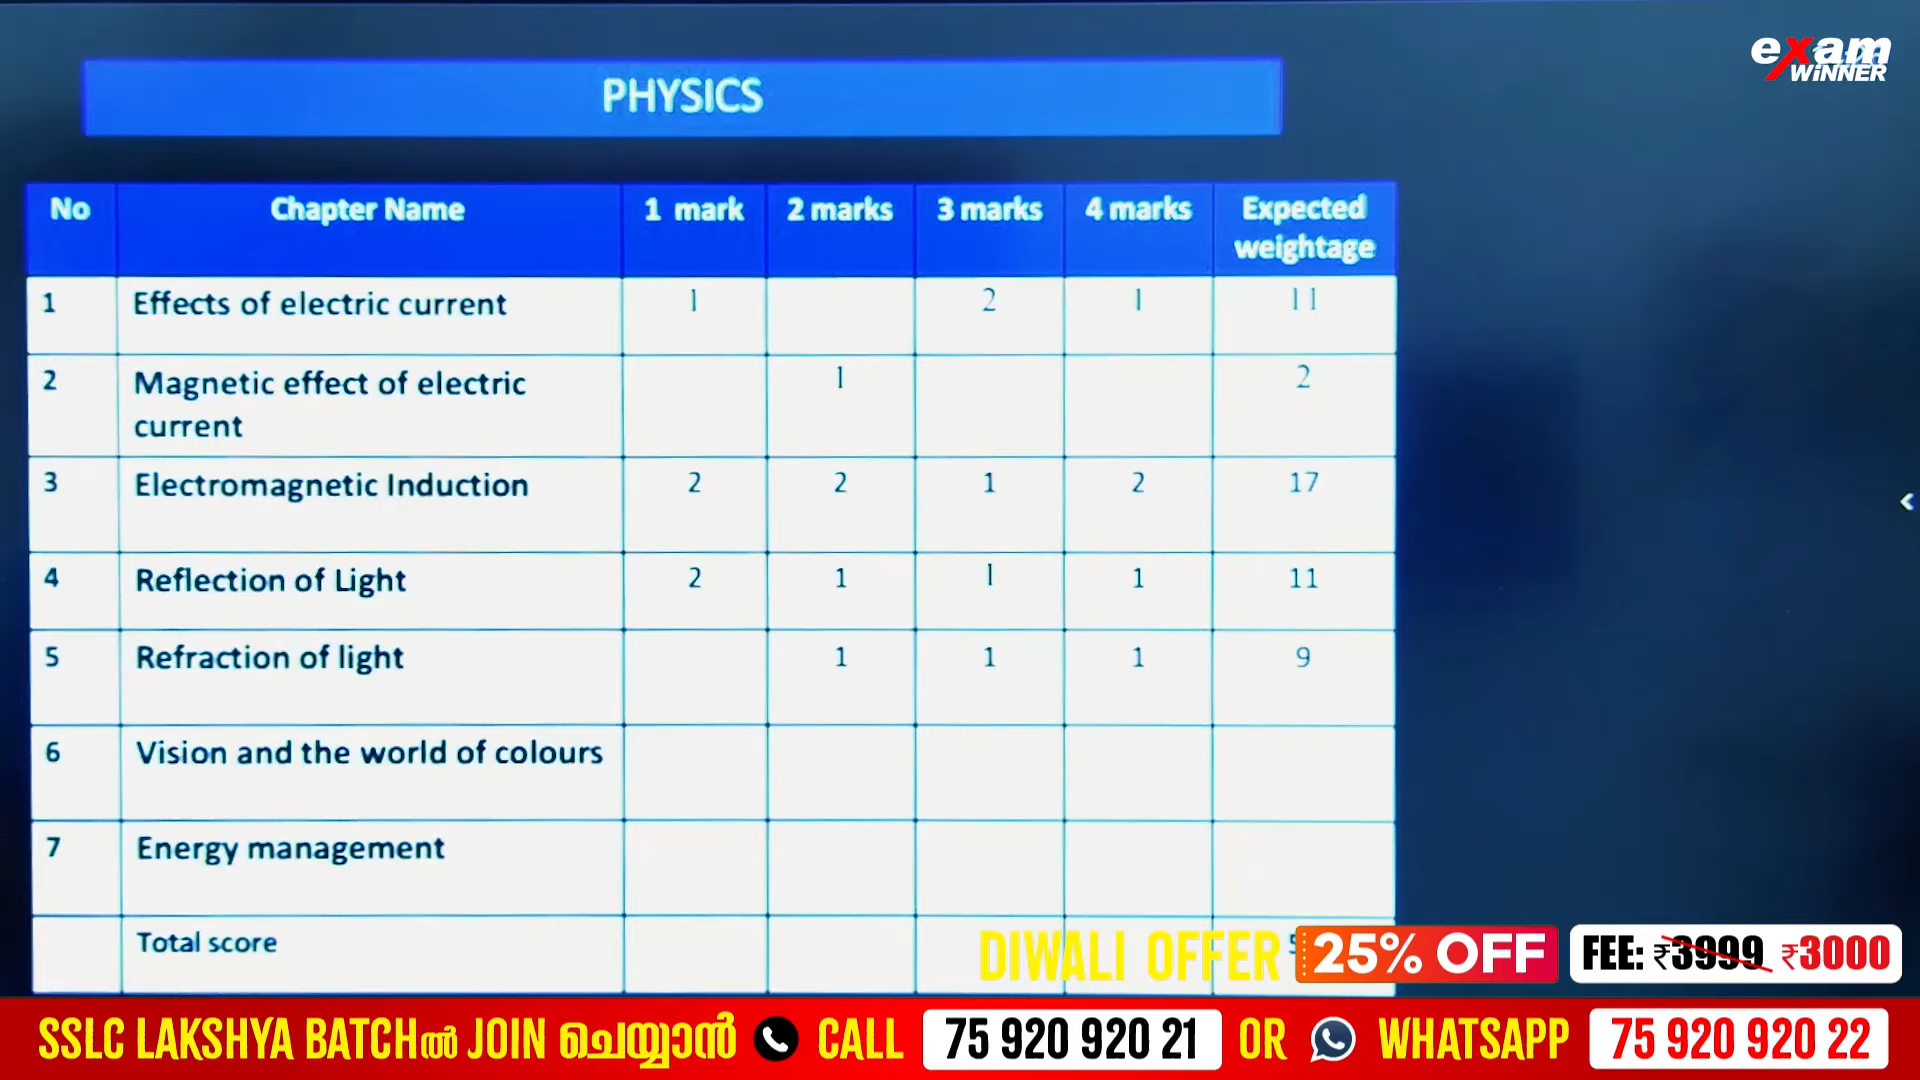 exam
WiNNER
PHYSICS
No Chapter Name 1 mark 2 marks 3 marks 4 marks Expected weightage
1 Effects of electric current 1 2 1 11
2 Magnetic effect of electric current 1 2
3 Electromagnetic Induction 2 2 1 2 17
4 Reflection of Light 2 1 1 1 11
5 Refraction of light 1 1 1 9
6 Vision and the world of colours
7 Energy management
Total score
DIWALI OFFER 25% OFF FEE: ₹3999 ₹3000
SSLC LAKSHYA BATCHൽ JOIN ചെയ്യാൻ CALL 75 920 920 21 OR WHATSAPP 75 920 920 22